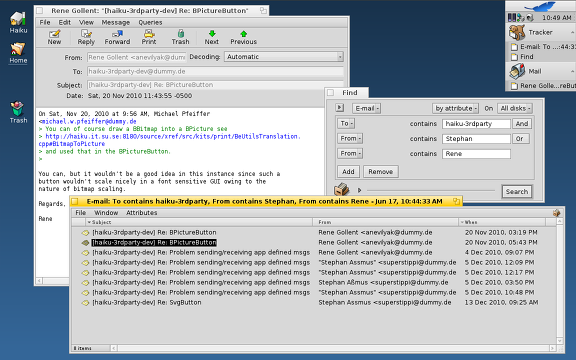 Haiku
Home
Trash
Rene Gollent: "[haiku-3rdparty-dev] Re: BPictureButton"
File Edit View Message Queries
New Reply Forward Print Trash Next Previous
From: Rene Gollent <anevilyak@dummy.de
Decoding: Automatic
To: haiku-3rdparty-dev@dummy.de
Subject: [haiku-3rdparty-dev] Re: BPictureButton
Date: Sat, 20 Nov 2010 11:43:55 -0500
On Sat, Nov 20, 2010 at 9:56 AM, Michael Pfeiffer
<michael.w.pfeiffer@dummy.de
> You can of course draw a BBitmap into a BPicture see
> http://haiku.it.su.se:8180/source/xref/src/kits/print/BeUtilsTranslation.
cpp#BitmapToPicture
> and used that in the BPictureButton.
>
You can, but it wouldn't be a good idea in this instance since such a
button wouldn't scale nicely in a font sensitive GUI owing to the
nature of bitmap scaling.
Regards,
Rene
10:49 AM
Tracker
E-mail: To ...:44:33
Find
Mail
Rene Golle...reBut
Find
E-mail by attribute On All disks
To contains haiku-3rdparty And
From contains Stephan Or
From contains Rene
Add Remove
Search
E-mail: To contains haiku-3rdparty, From contains Stephan, From contains Rene - Jun 17, 10:44:33 AM
File Window Attributes
Subject From When
[haiku-3rdparty-dev] Re: BPictureButton Rene Gollent <anevilyak@dummy.de 20 Nov 2010, 03:19 PM
[haiku-3rdparty-dev] Re: BPictureButton Rene Gollent <anevilyak@dummy.de 20 Nov 2010, 05:43 PM
[haiku-3rdparty-dev] Re: Problem sending/receiving app defined msgs Rene Gollent <anevilyak@dummy.de 4 Dec 2010, 09:07 PM
[haiku-3rdparty-dev] Re: Problem sending/receiving app defined msgs "Stephan Assmus" <superstippi@dummy.de 5 Dec 2010, 12:09 PM
[haiku-3rdparty-dev] Re: Problem sending/receiving app defined msgs "Stephan Assmus" <superstippi@dummy.de 5 Dec 2010, 12:17 PM
[haiku-3rdparty-dev] Re: Problem sending/receiving app defined msgs Stephan Aßmus <superstippi@dummy.de 5 Dec 2010, 03:50 PM
[haiku-3rdparty-dev] Re: Problem sending/receiving app defined msgs "Stephan Assmus" <superstippi@dummy.de 5 Dec 2010, 10:48 PM
[haiku-3rdparty-dev] Re: SvgButton Stephan Assmus <superstippi@dummy.de 13 Dec 2010, 09:25 AM
8 items